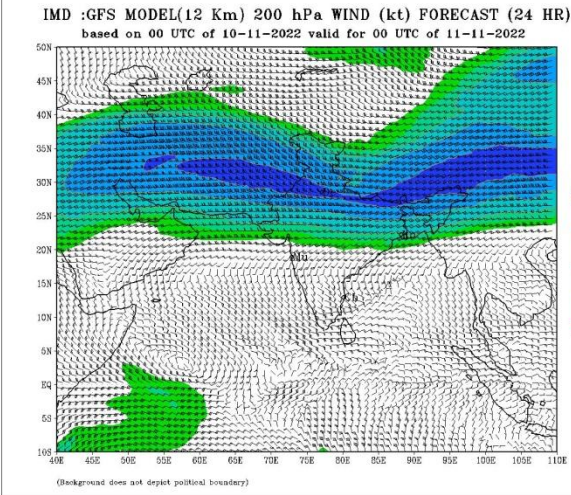 IMD :GFS MODEL(12 Km) 200 hPa WIND (kt) FORECAST (24 HR)
based on 00 UTC of 10-11-2022 valid for 00 UTC of 11-11-2022
50N
45N
40N
35N
30N
25N
20N
15N
10N
5N
EQ
5S
10S
Mu
40E 45E 50E 55E 60E 65E 70E 75E 80E 85E 90E 95E 100E 105E 110E
(Background does not depict political boundary)